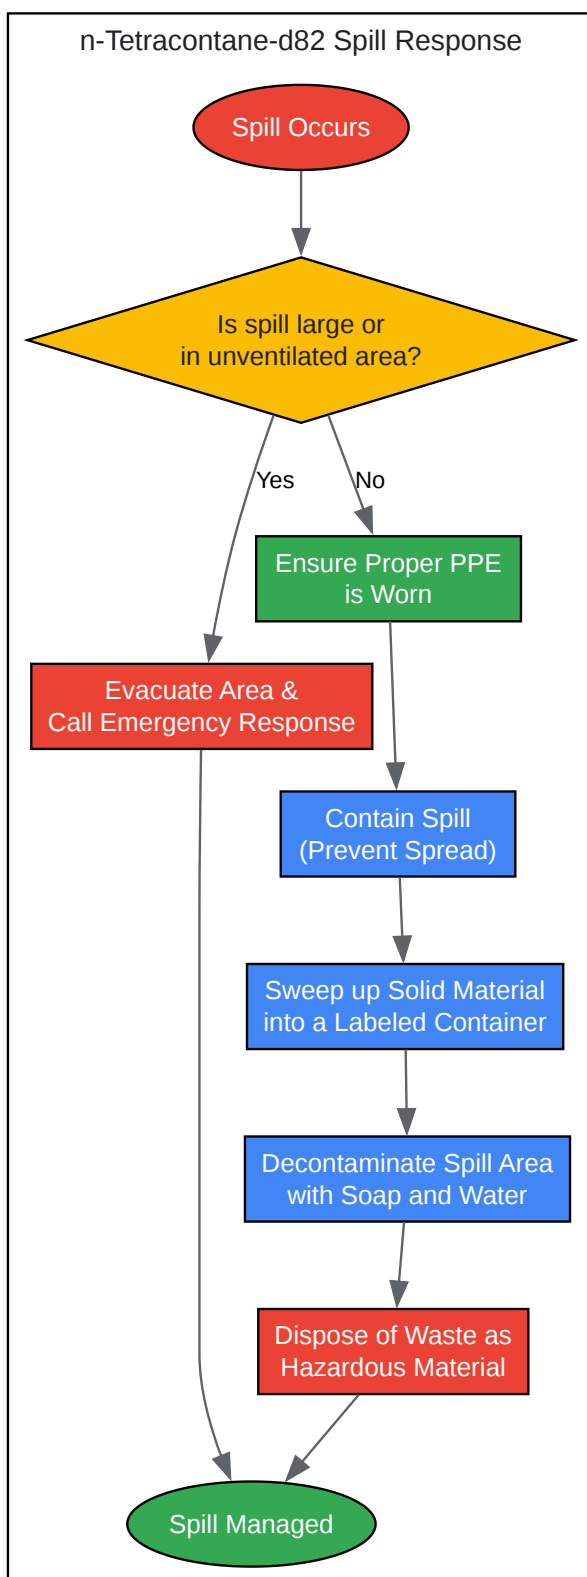 n-Tetracontane-d82 Spill Response
Spill Occurs
Is spill large or
in unventilated area?
Yes
No
Ensure Proper PPE
is Worn
Evacuate Area &
Call Emergency Response
Contain Spill
(Prevent Spread)
Sweep up Solid Material
into a Labeled Container
Decontaminate Spill Area
with Soap and Water
Dispose of Waste as
Hazardous Material
Spill Managed